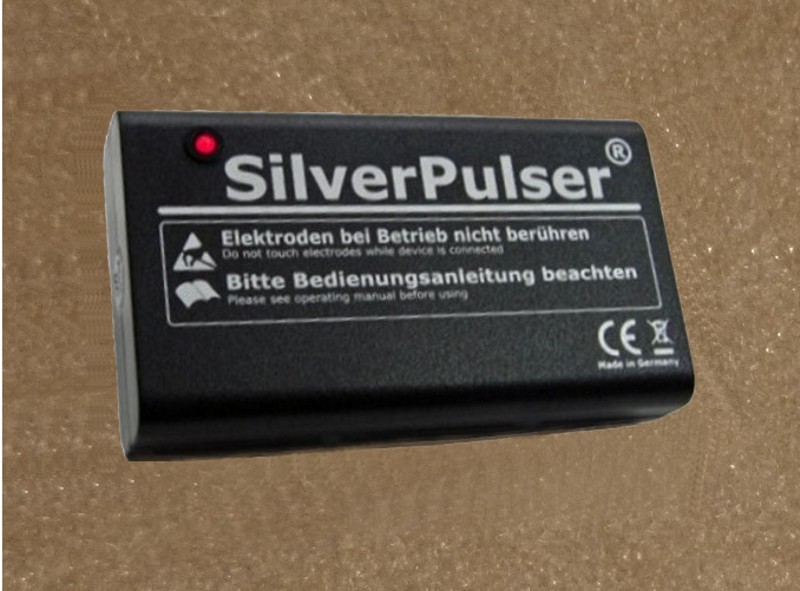 SilverPulser®
Elektroden bei Betrieb nicht berühren
Do not touch electrodes while device is connected
Bitte Bedienungsanleitung beachten
Please see operating manual before using
CE
Made in Germany